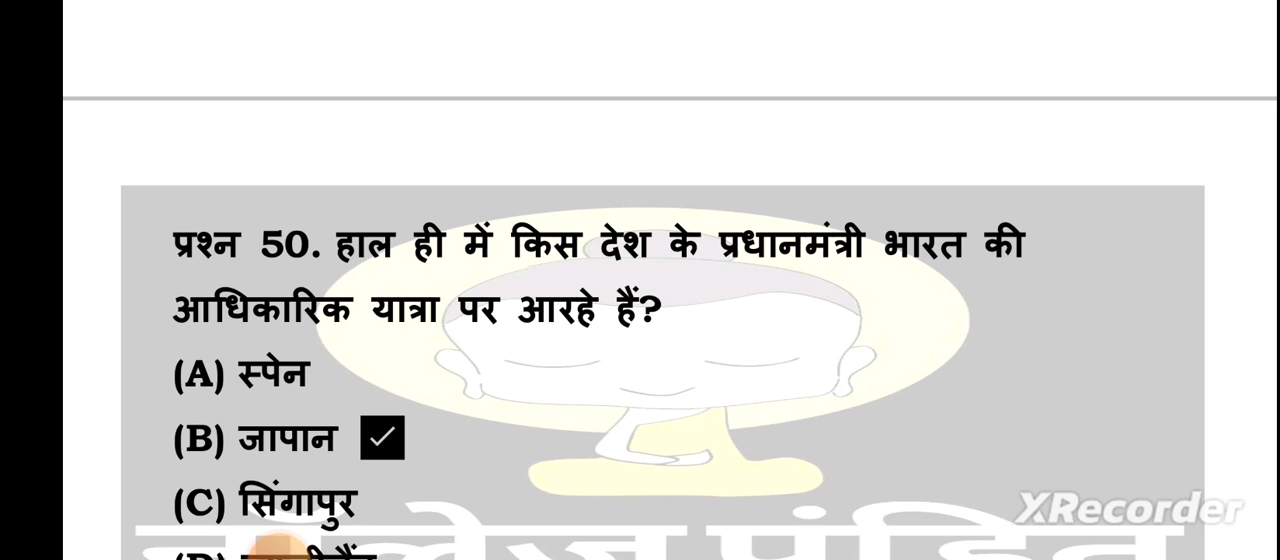 प्रश्न 50. हाल ही में किस देश के प्रधानमंत्री भारत की
आधिकारिक यात्रा पर आरहे हैं?
(A) स्पेन
(B) जापान
(C) सिंगापुर
XRecorder